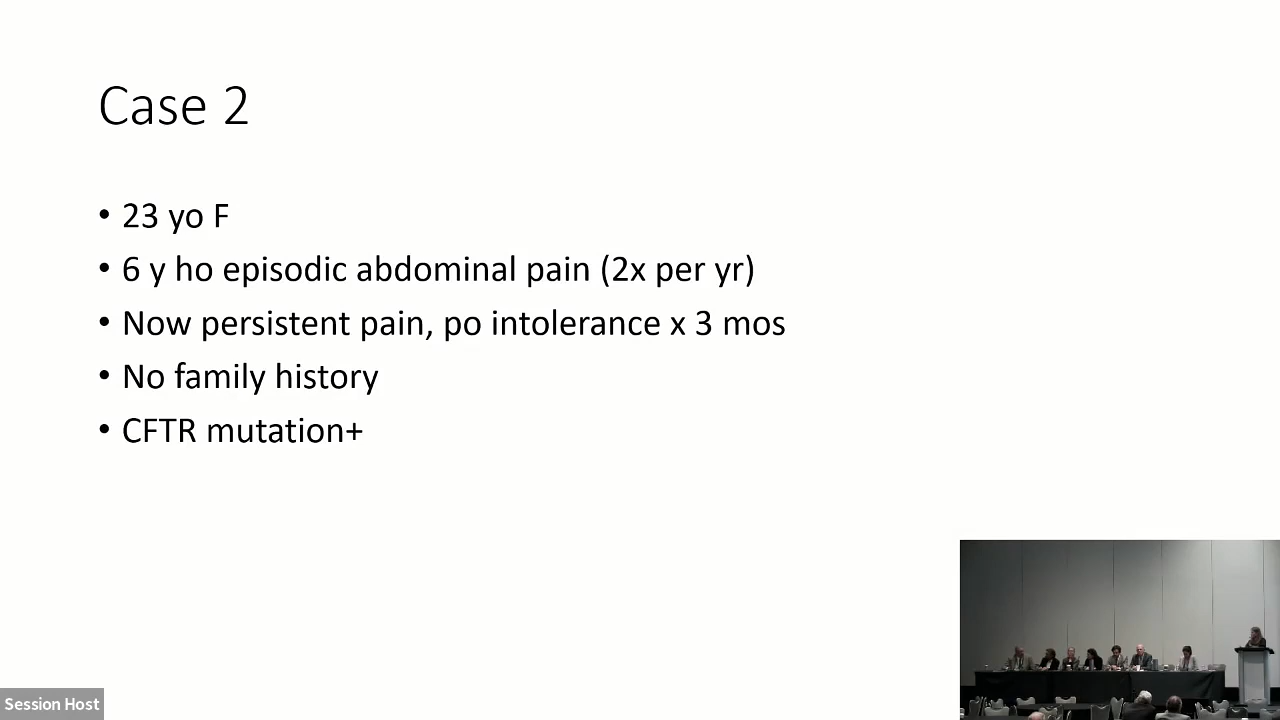 Case 2
• 23 yo F
• 6 y ho episodic abdominal pain (2x per yr)
• Now persistent pain, po intolerance x 3 mos
• No family history
• CFTR mutation+
Session Host